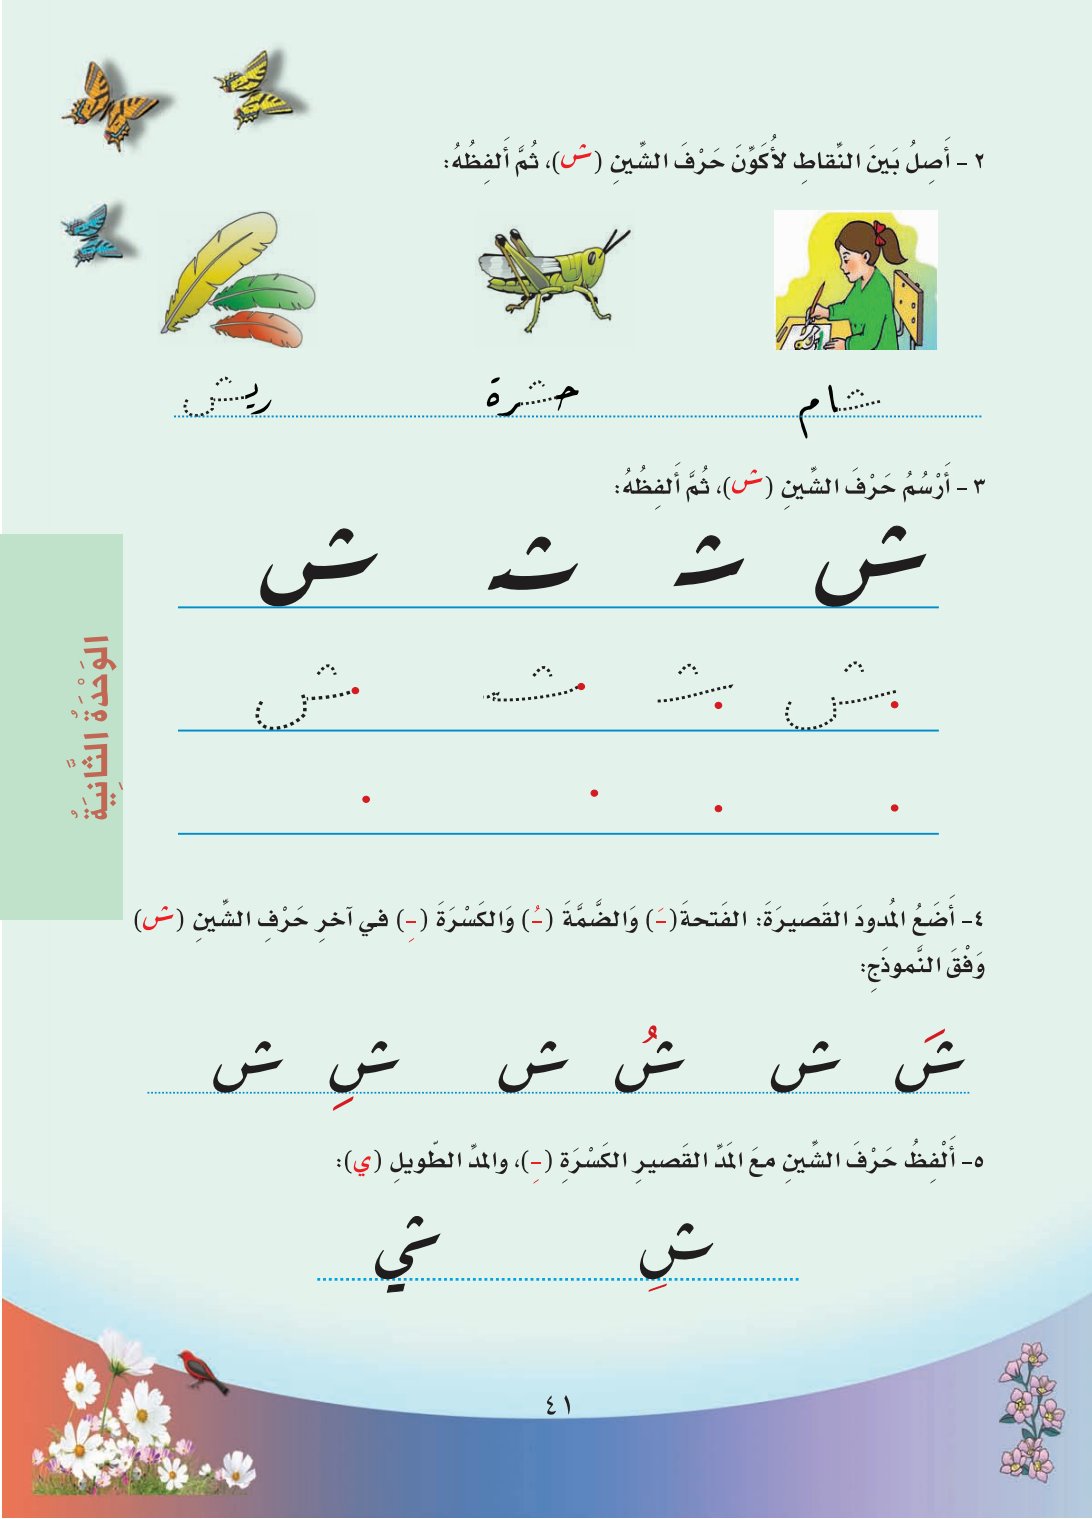 ٢ - أَصِلُ بَينَ النِّقاطِ لأُكَوِّنَ حَرْفَ الشِّينِ (ش)، ثُمَّ أَلفِظُهُ:
شام حشرة ريش
٣ - أَرْسُمُ حَرْفَ الشِّينِ (ش)، ثُمَّ أَلفِظُهُ:
ش شـ ـشـ ـش
ش شـ ـشـ ـش
٤- أَضَعُ المُدودَ القَصيرَةَ: الفَتحةَ(ـَ) وَالضَّمَّةَ (ـُ) وَالكَسْرَةَ (ـِ) في آخرِ حَرْفِ الشِّينِ (ش)
وَفْقَ النَّموذَجِ:
شَ ش شُ ش شِ ش
٥- أَلْفِظُ حَرْفَ الشِّينِ معَ المَدِّ القَصيرِ الكَسْرَةِ (ـِ)، والمدِّ الطّويلِ (ي):
شِ شي
الوَحْدَةُ الثَّانِيَةُ
٤١